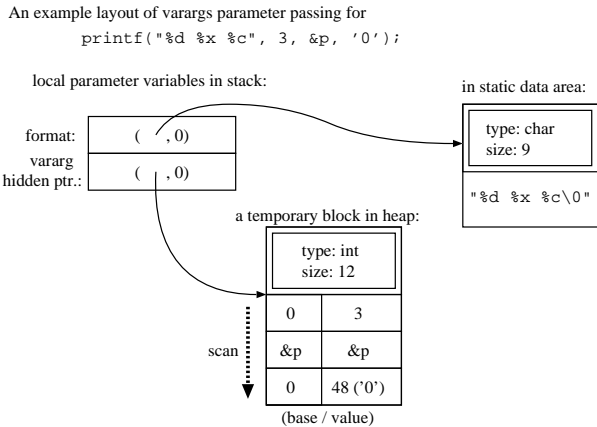 An example layout of varargs parameter passing for
printf("%d %x %c", 3, &p, '0');
local parameter variables in stack:
in static data area:
format:
( , 0)
type: char
size: 9
vararg
hidden ptr.:
( , 0)
"%d %x %c\0"
a temporary block in heap:
type: int
size: 12
0 3
scan
&p &p
0 48 ('0')
(base / value)